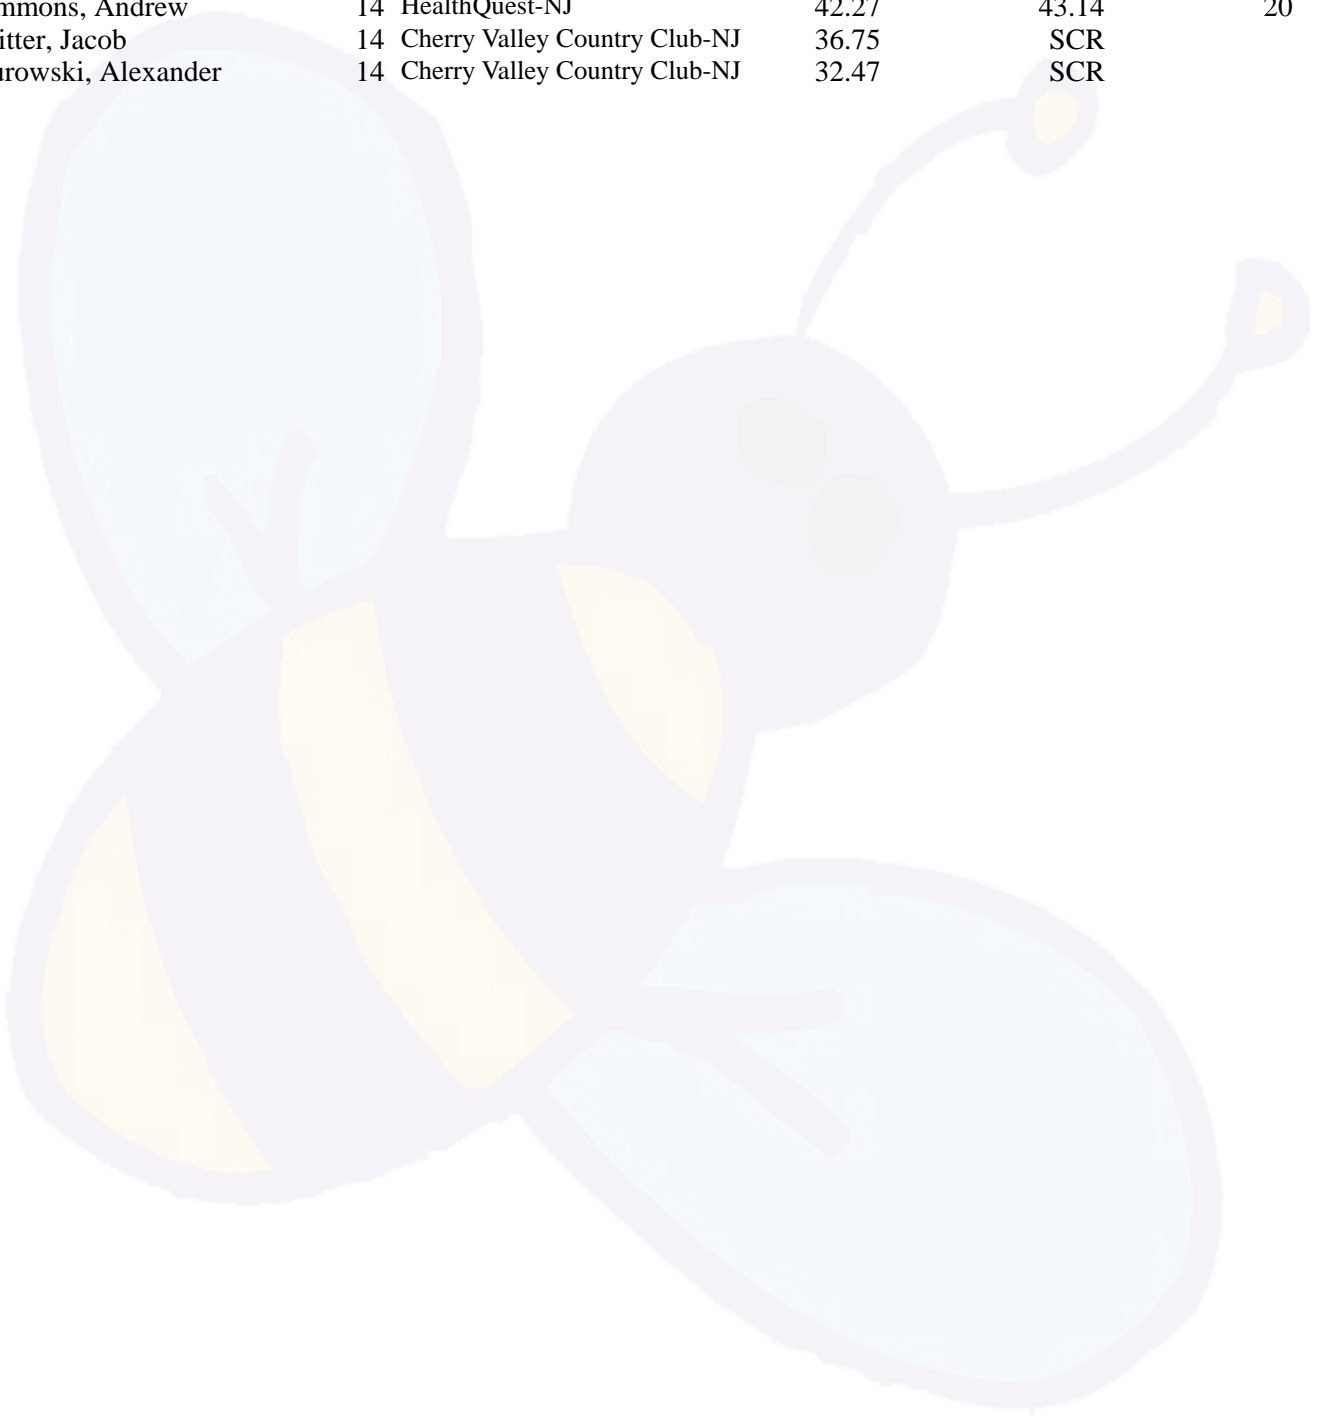 mmons, Andrew 14 HealthQuest-NJ 42.27 43.14 20
itter, Jacob 14 Cherry Valley Country Club-NJ 36.75 SCR
urowski, Alexander 14 Cherry Valley Country Club-NJ 32.47 SCR